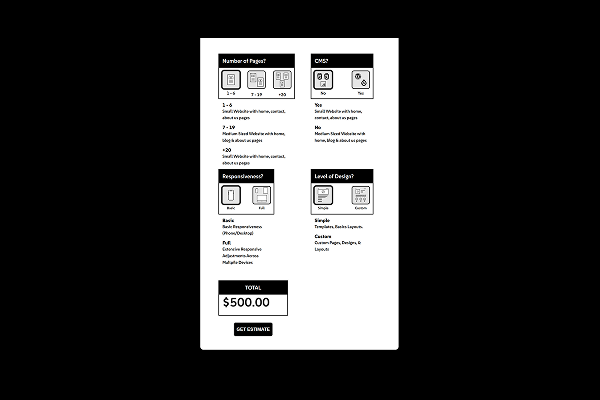 Number of Pages?
1 - 6
7 - 19
+20
1 - 6
Small Website with home, contact,
about us pages
7 - 19
Medium Sized Website with home,
blog & about us pages
+20
Small Website with home, contact,
about us pages
CMS?
No
Yes
Yes
Small Website with home,
contact, about us pages
No
Medium Sized Website with
home, blog & about us pages
Responsiveness?
Basic
Full
Basic
Basic Responsiveness
(Phone/Desktop)
Full
Extensive Responsive
Adjustments Across
Multiple Devices
Level of Design?
Simple
Custom
Simple
Templates, Basics Layouts.
Custom
Custom Pages, Designs, &
Layouts
TOTAL
$500.00
GET ESTIMATE